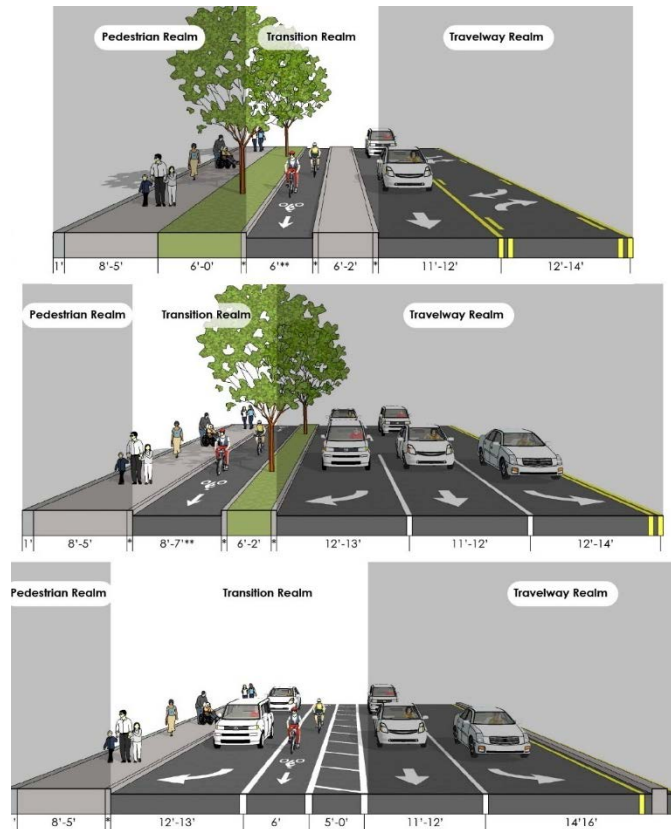 Pedestrian Realm Transition Realm Travelway Realm
1' 8'-5' 6'-0' * 6'** * 6'-2' * 11'-12' 12'-14'
Pedestrian Realm Transition Realm Travelway Realm
1' 8'-5' * 8'-7'** * 6'-2' * 12'-13' 11'-12' 12'-14'
Pedestrian Realm Transition Realm Travelway Realm
' 8'-5' * 12'-13' 6' 5'-0' 11'-12' 14'16'